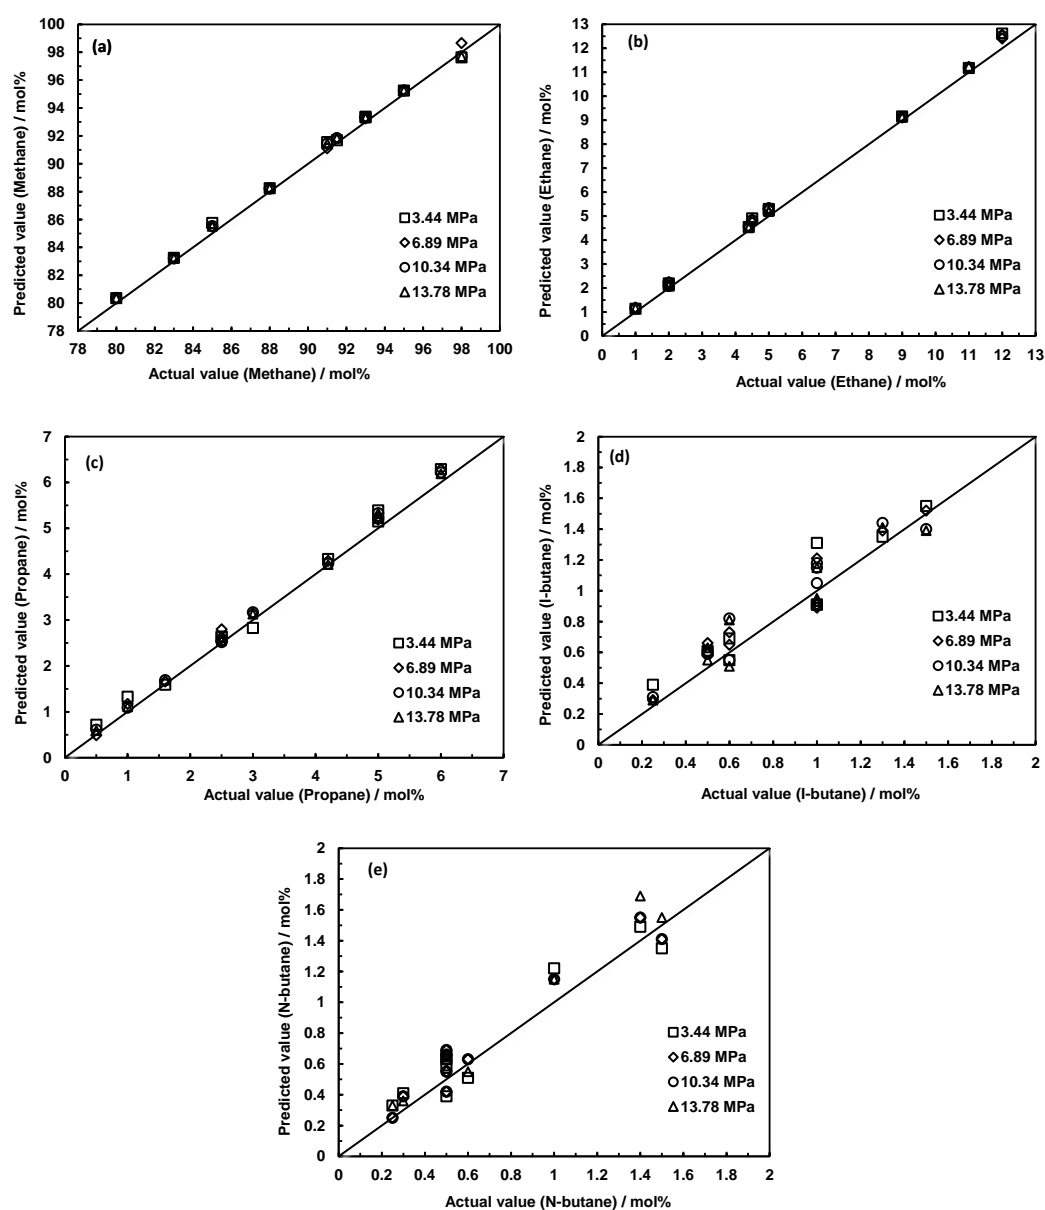 (a)
Predicted value (Methane) / mol%
100
98
96
94
92
90
88
86
84
82
80
78
3.44 MPa
6.89 MPa
10.34 MPa
13.78 MPa
78 80 82 84 86 88 90 92 94 96 98 100
Actual value (Methane) / mol%
(b)
Predicted value (Ethane) / mol%
13
12
11
10
9
8
7
6
5
4
3
2
1
0
3.44 MPa
6.89 MPa
10.34 MPa
13.78 MPa
0 1 2 3 4 5 6 7 8 9 10 11 12 13
Actual value (Ethane) / mol%
(c)
Predicted value (Propane) / mol%
7
6
5
4
3
2
1
0
3.44 MPa
6.89 MPa
10.34 MPa
13.78 MPa
0 1 2 3 4 5 6 7
Actual value (Propane) / mol%
(d)
Predicted value (I-butane) / mol%
2
1.8
1.6
1.4
1.2
1
0.8
0.6
0.4
0.2
0
3.44 MPa
6.89 MPa
10.34 MPa
13.78 MPa
0 0.2 0.4 0.6 0.8 1 1.2 1.4 1.6 1.8 2
Actual value (I-butane) / mol%
(e)
Predicted value (N-butane) / mol%
2
1.8
1.6
1.4
1.2
1
0.8
0.6
0.4
0.2
0
3.44 MPa
6.89 MPa
10.34 MPa
13.78 MPa
0 0.2 0.4 0.6 0.8 1 1.2 1.4 1.6 1.8 2
Actual value (N-butane) / mol%